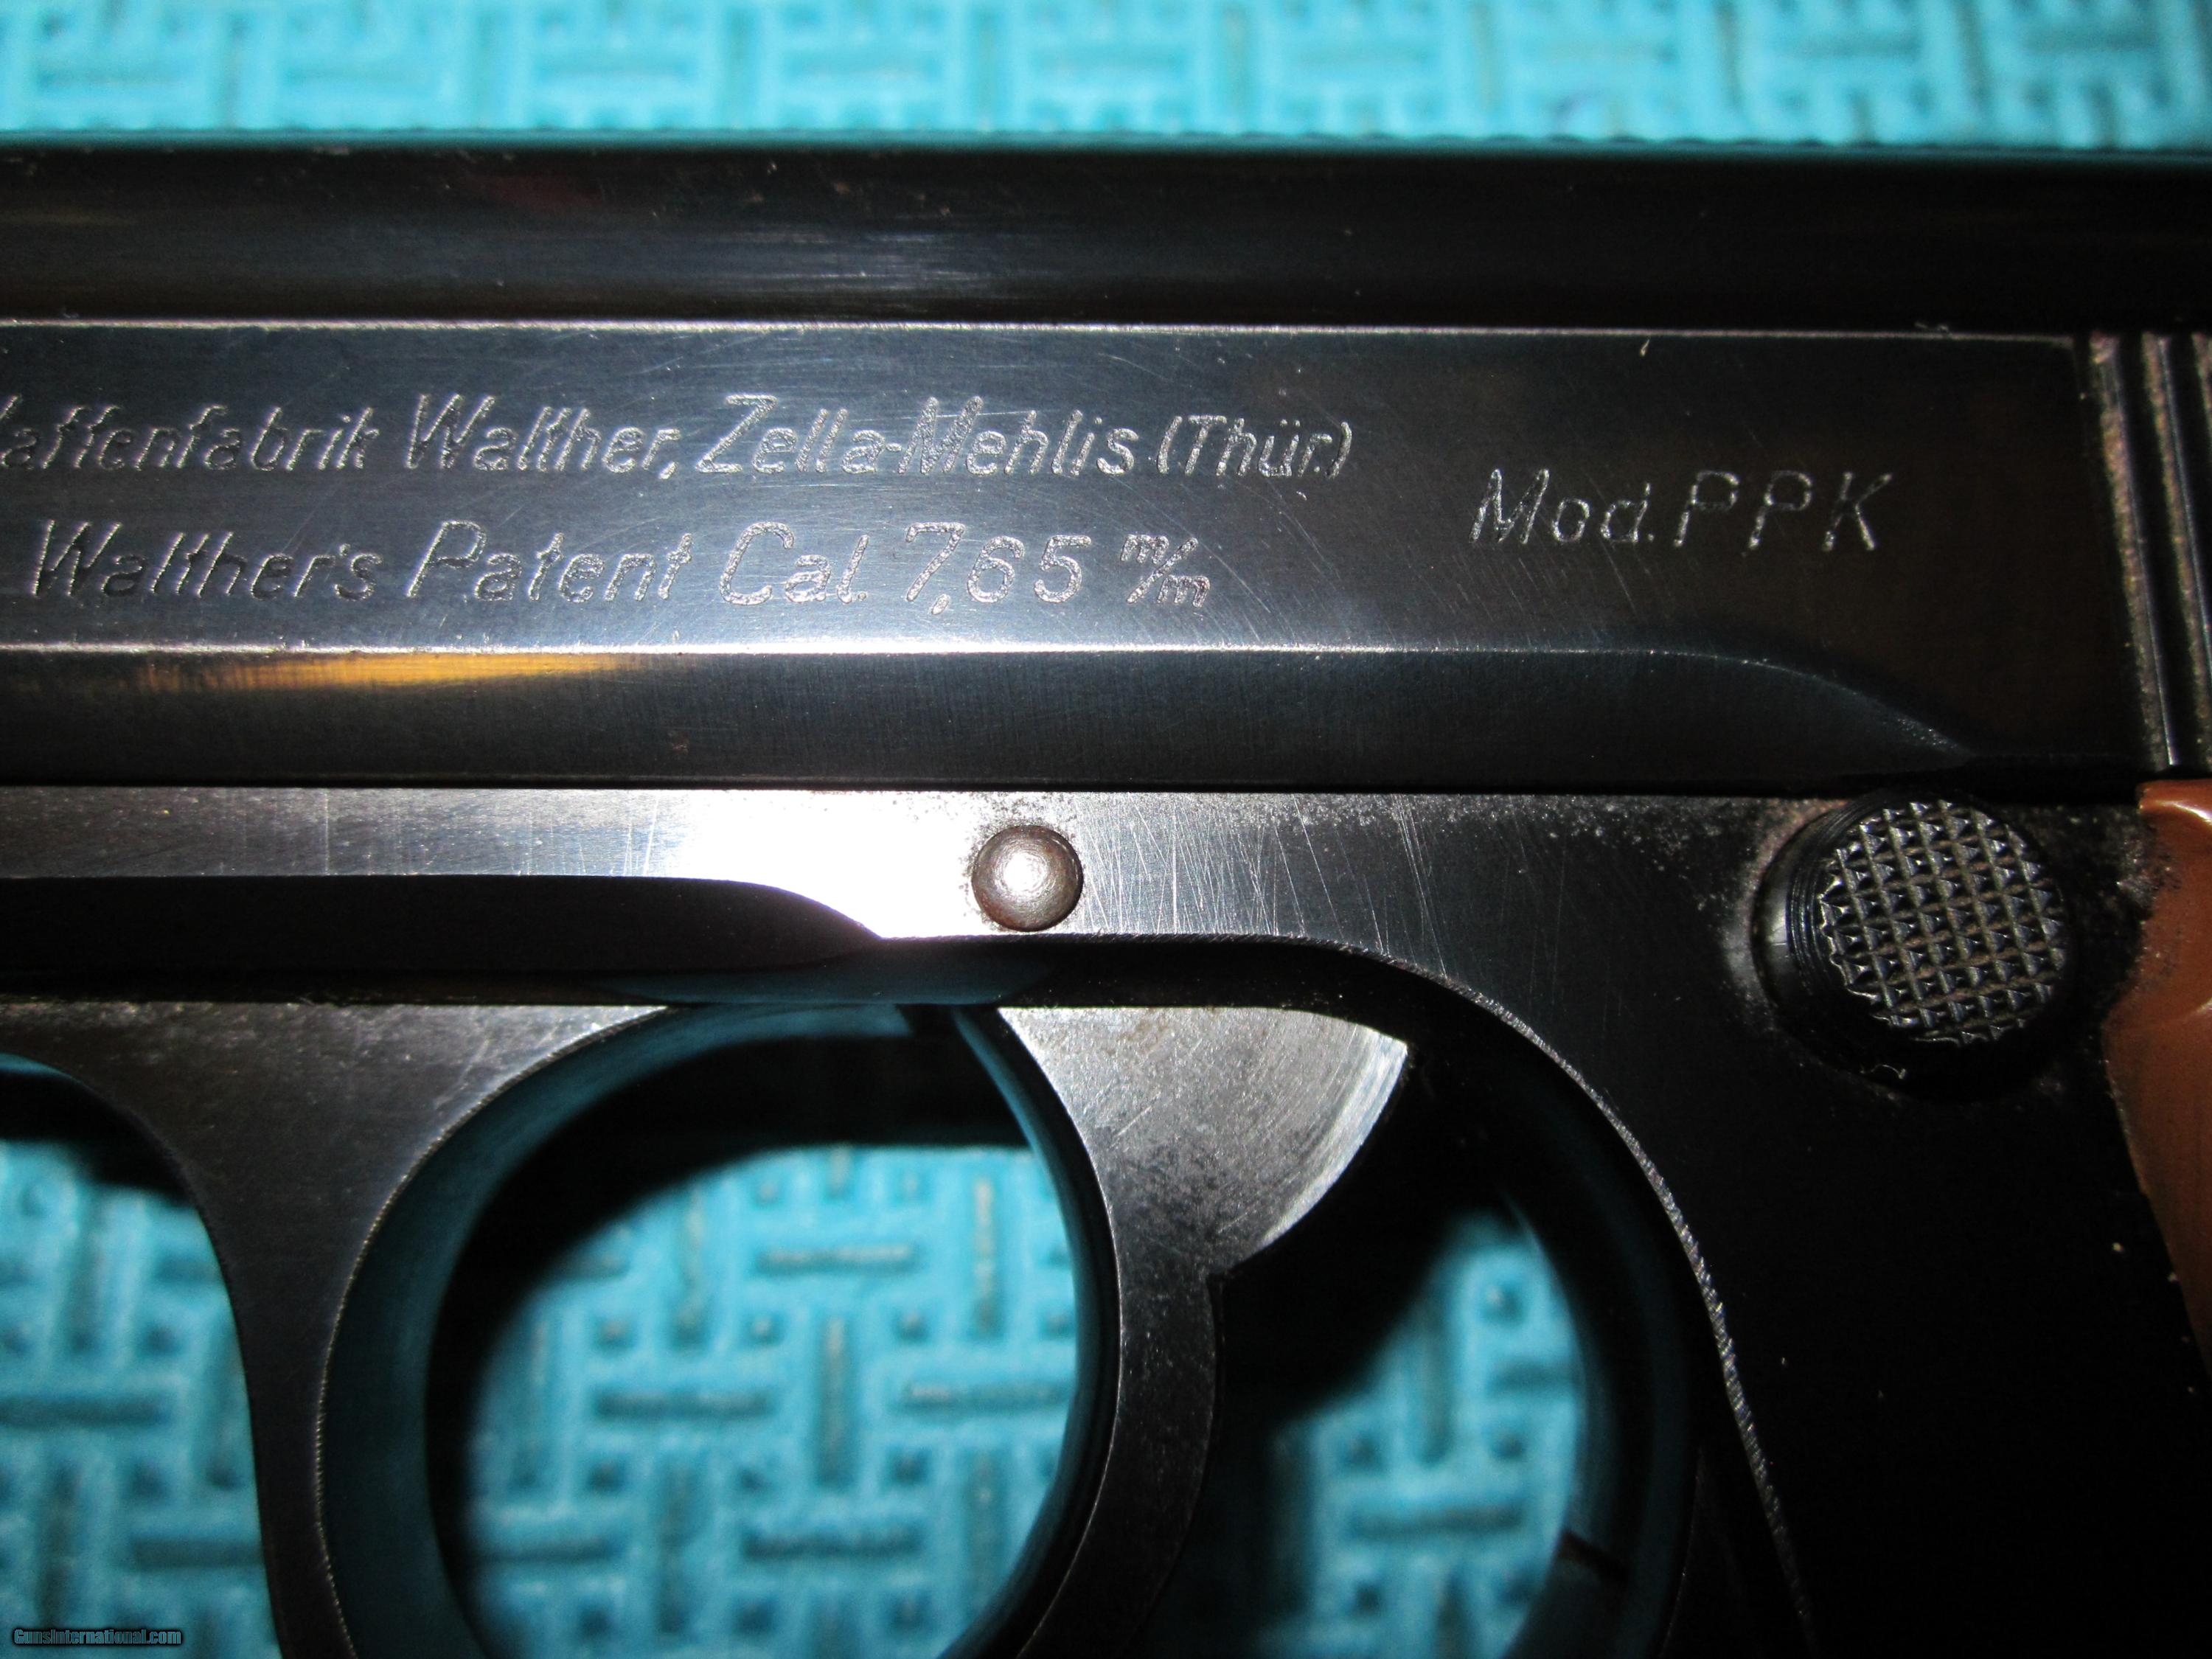 Waffenfabrik Walther, Zella-Mehlis (Thür.)
Walther's Patent Cal. 7,65 m/m
Mod. PPK
GunsInternational.com